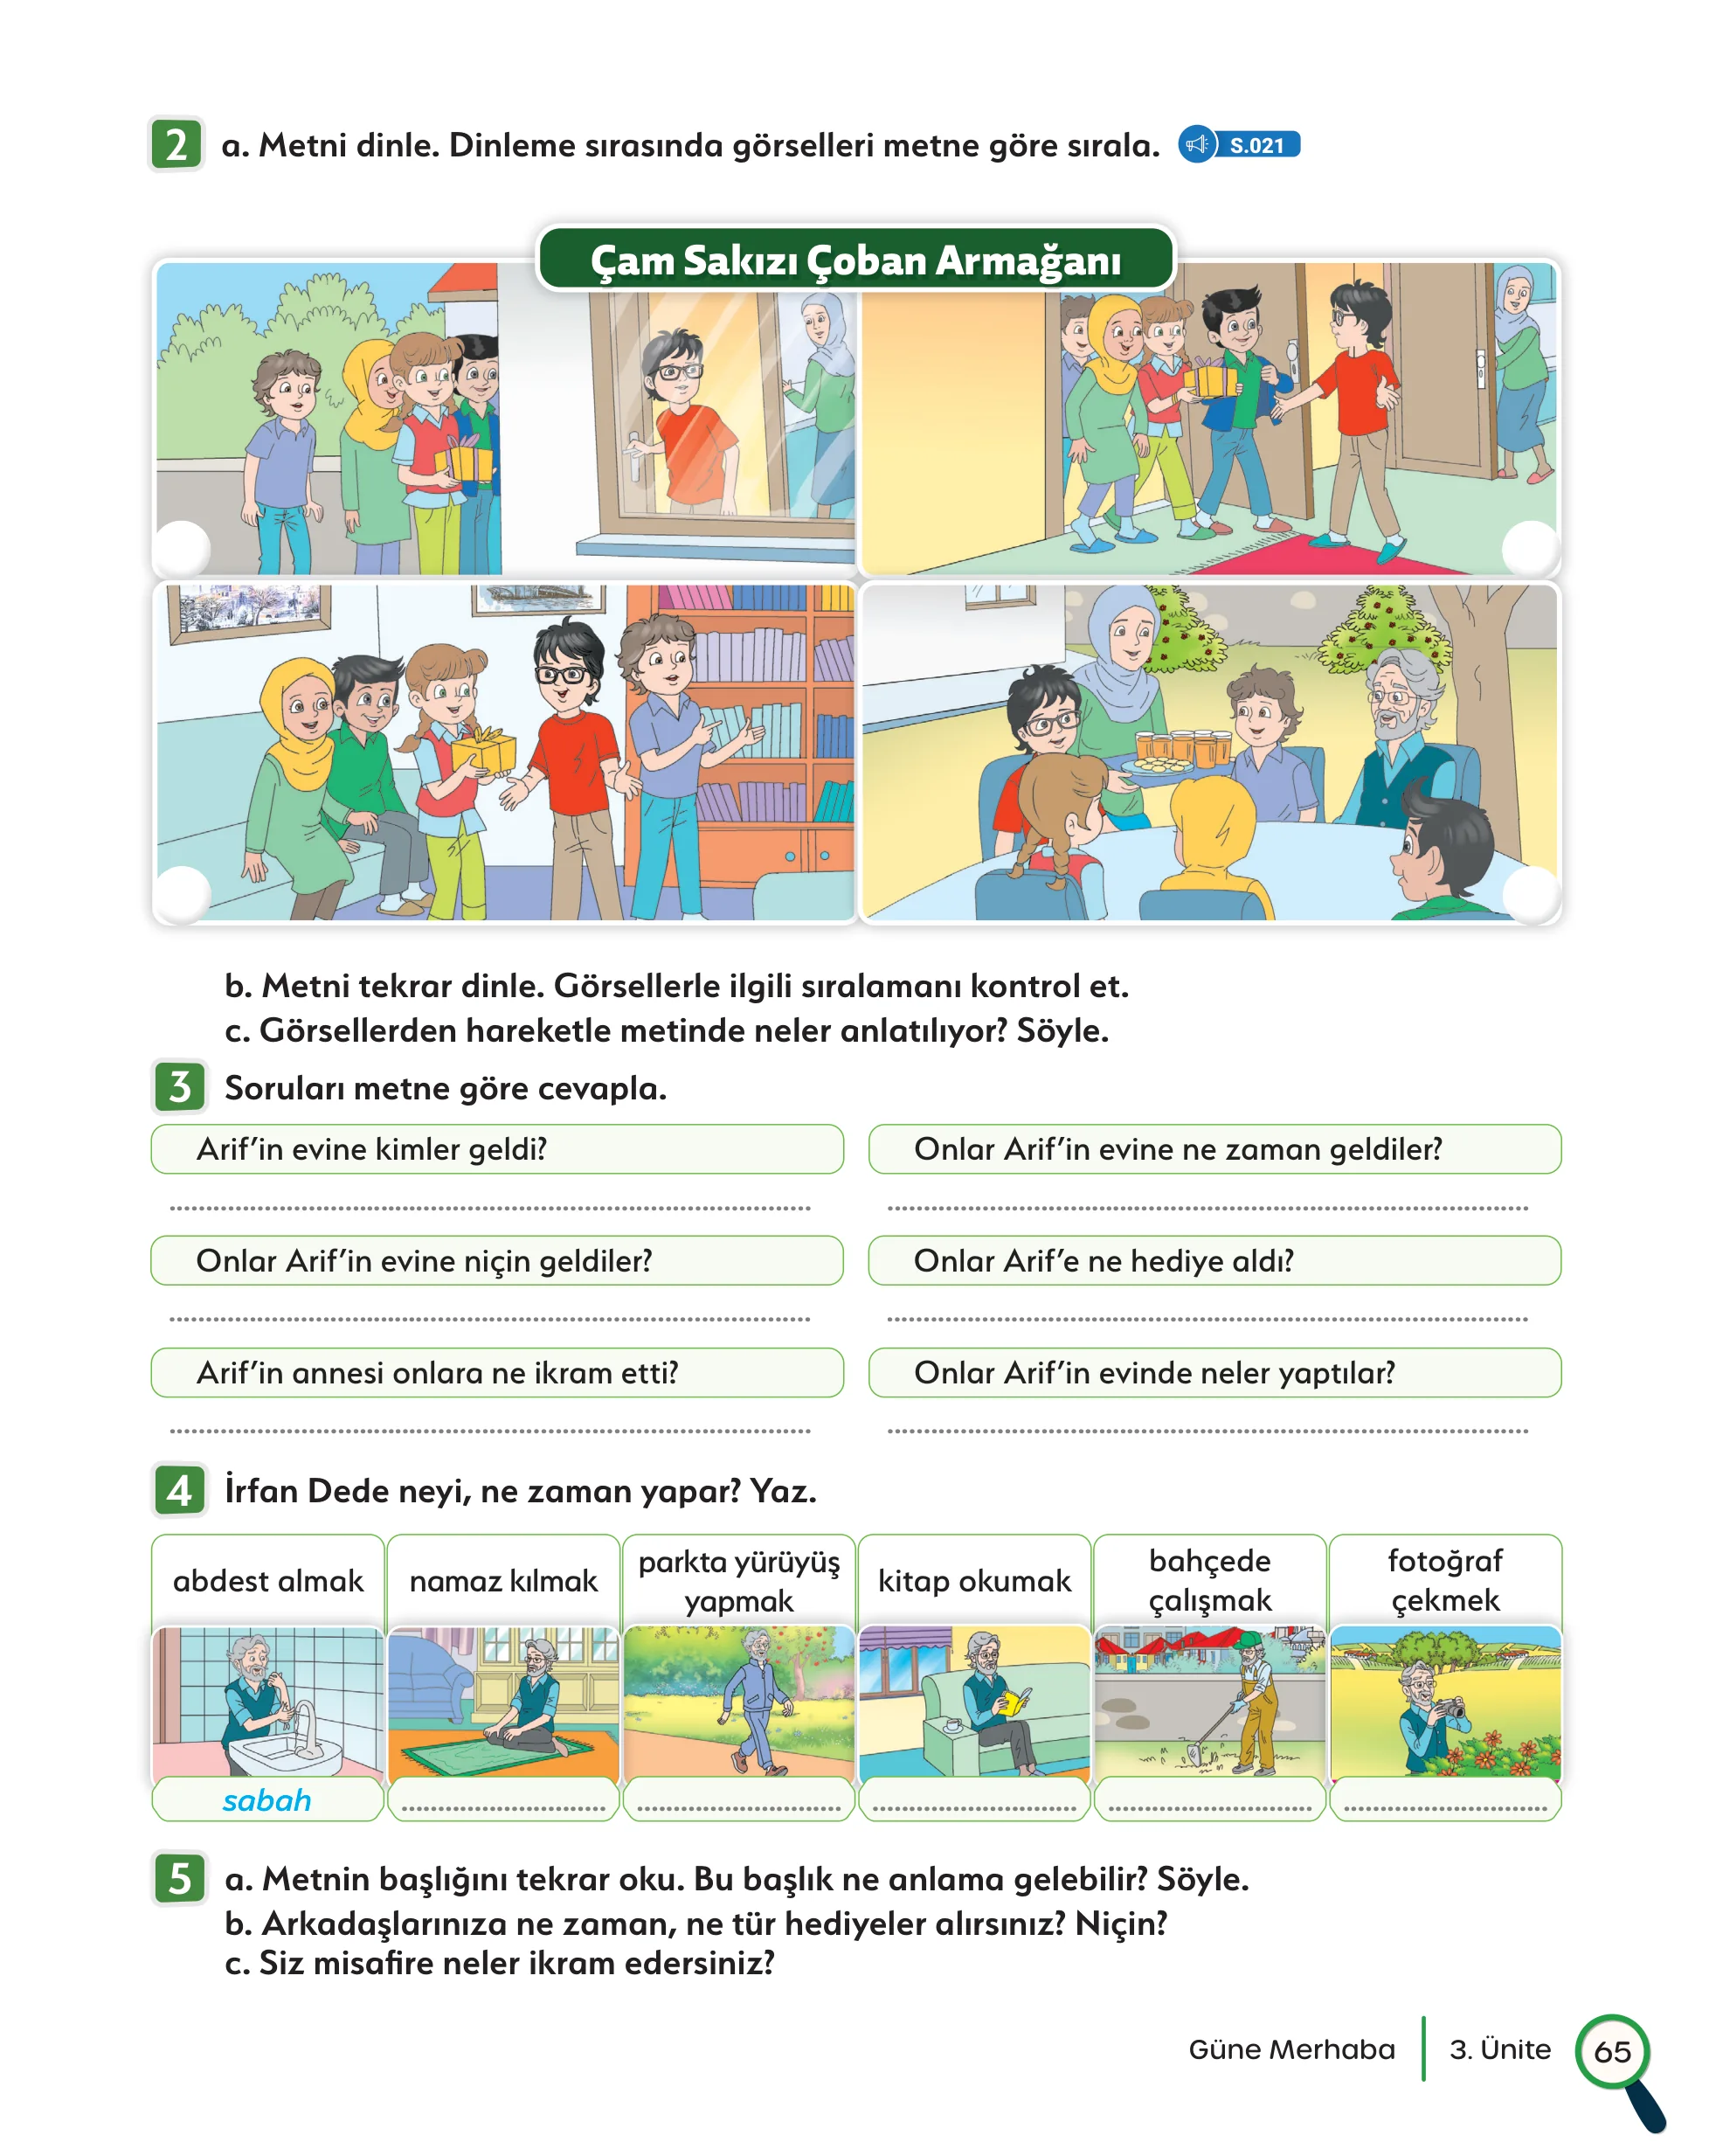 2 a. Metni dinle. Dinleme sırasında görselleri metne göre sırala. S.021
Çam Sakızı Çoban Armağanı
b. Metni tekrar dinle. Görsellerle ilgili sıralamanı kontrol et.
c. Görsellerden hareketle metinde neler anlatılıyor? Söyle.
3 Soruları metne göre cevapla.
Arif’in evine kimler geldi?
Onlar Arif’in evine ne zaman geldiler?
Onlar Arif’in evine niçin geldiler?
Onlar Arif’e ne hediye aldı?
Arif’in annesi onlara ne ikram etti?
Onlar Arif’in evinde neler yaptılar?
4 İrfan Dede neyi, ne zaman yapar? Yaz.
abdest almak
namaz kılmak
parkta yürüyüş
yapmak
kitap okumak
bahçede
çalışmak
fotoğraf
çekmek
sabah
5 a. Metnin başlığını tekrar oku. Bu başlık ne anlama gelebilir? Söyle.
b. Arkadaşlarınıza ne zaman, ne tür hediyeler alırsınız? Niçin?
c. Siz misafire neler ikram edersiniz?
Güne Merhaba 3. Ünite 65